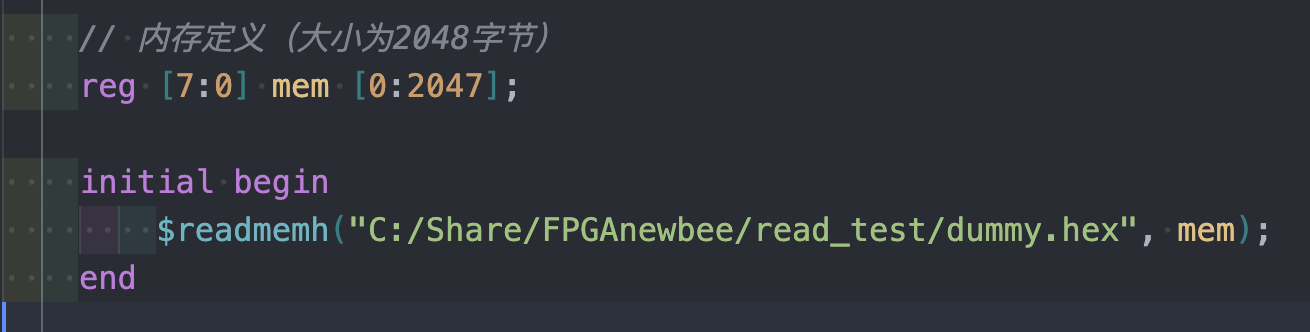 // 内存定义（大小为2048字节）
reg [7:0] mem [0:2047];
initial begin
$readmemh("C:/Share/FPGAnewbee/read_test/dummy.hex", mem);
end